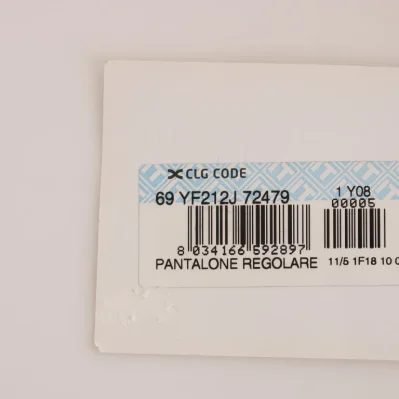 CLG CODE
69 YF212J 72479
1 Y08
00005
8 034166 592897
PANTALONE REGOLARE
11/5 1F18 10